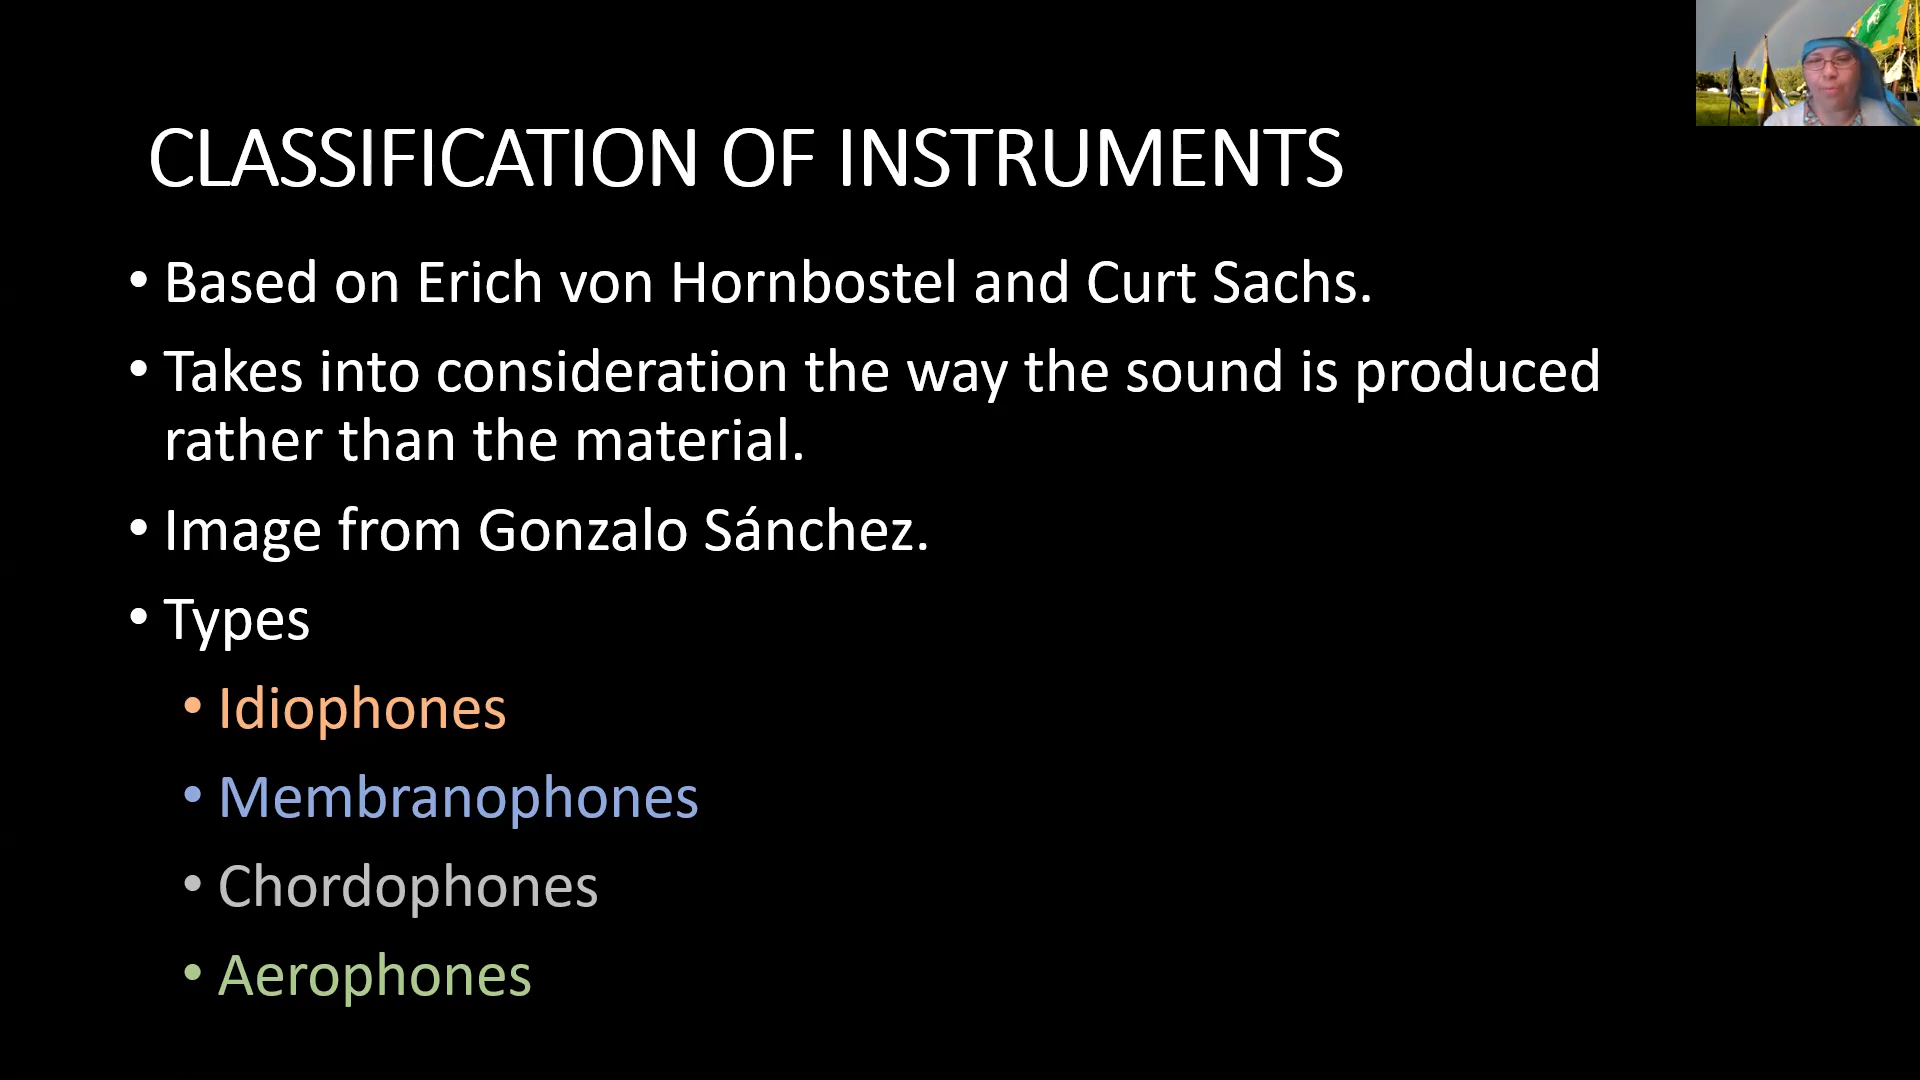 CLASSIFICATION OF INSTRUMENTS
• Based on Erich von Hornbostel and Curt Sachs.
• Takes into consideration the way the sound is produced
rather than the material.
• Image from Gonzalo Sánchez.
• Types
• Idiophones
• Membranophones
• Chordophones
• Aerophones